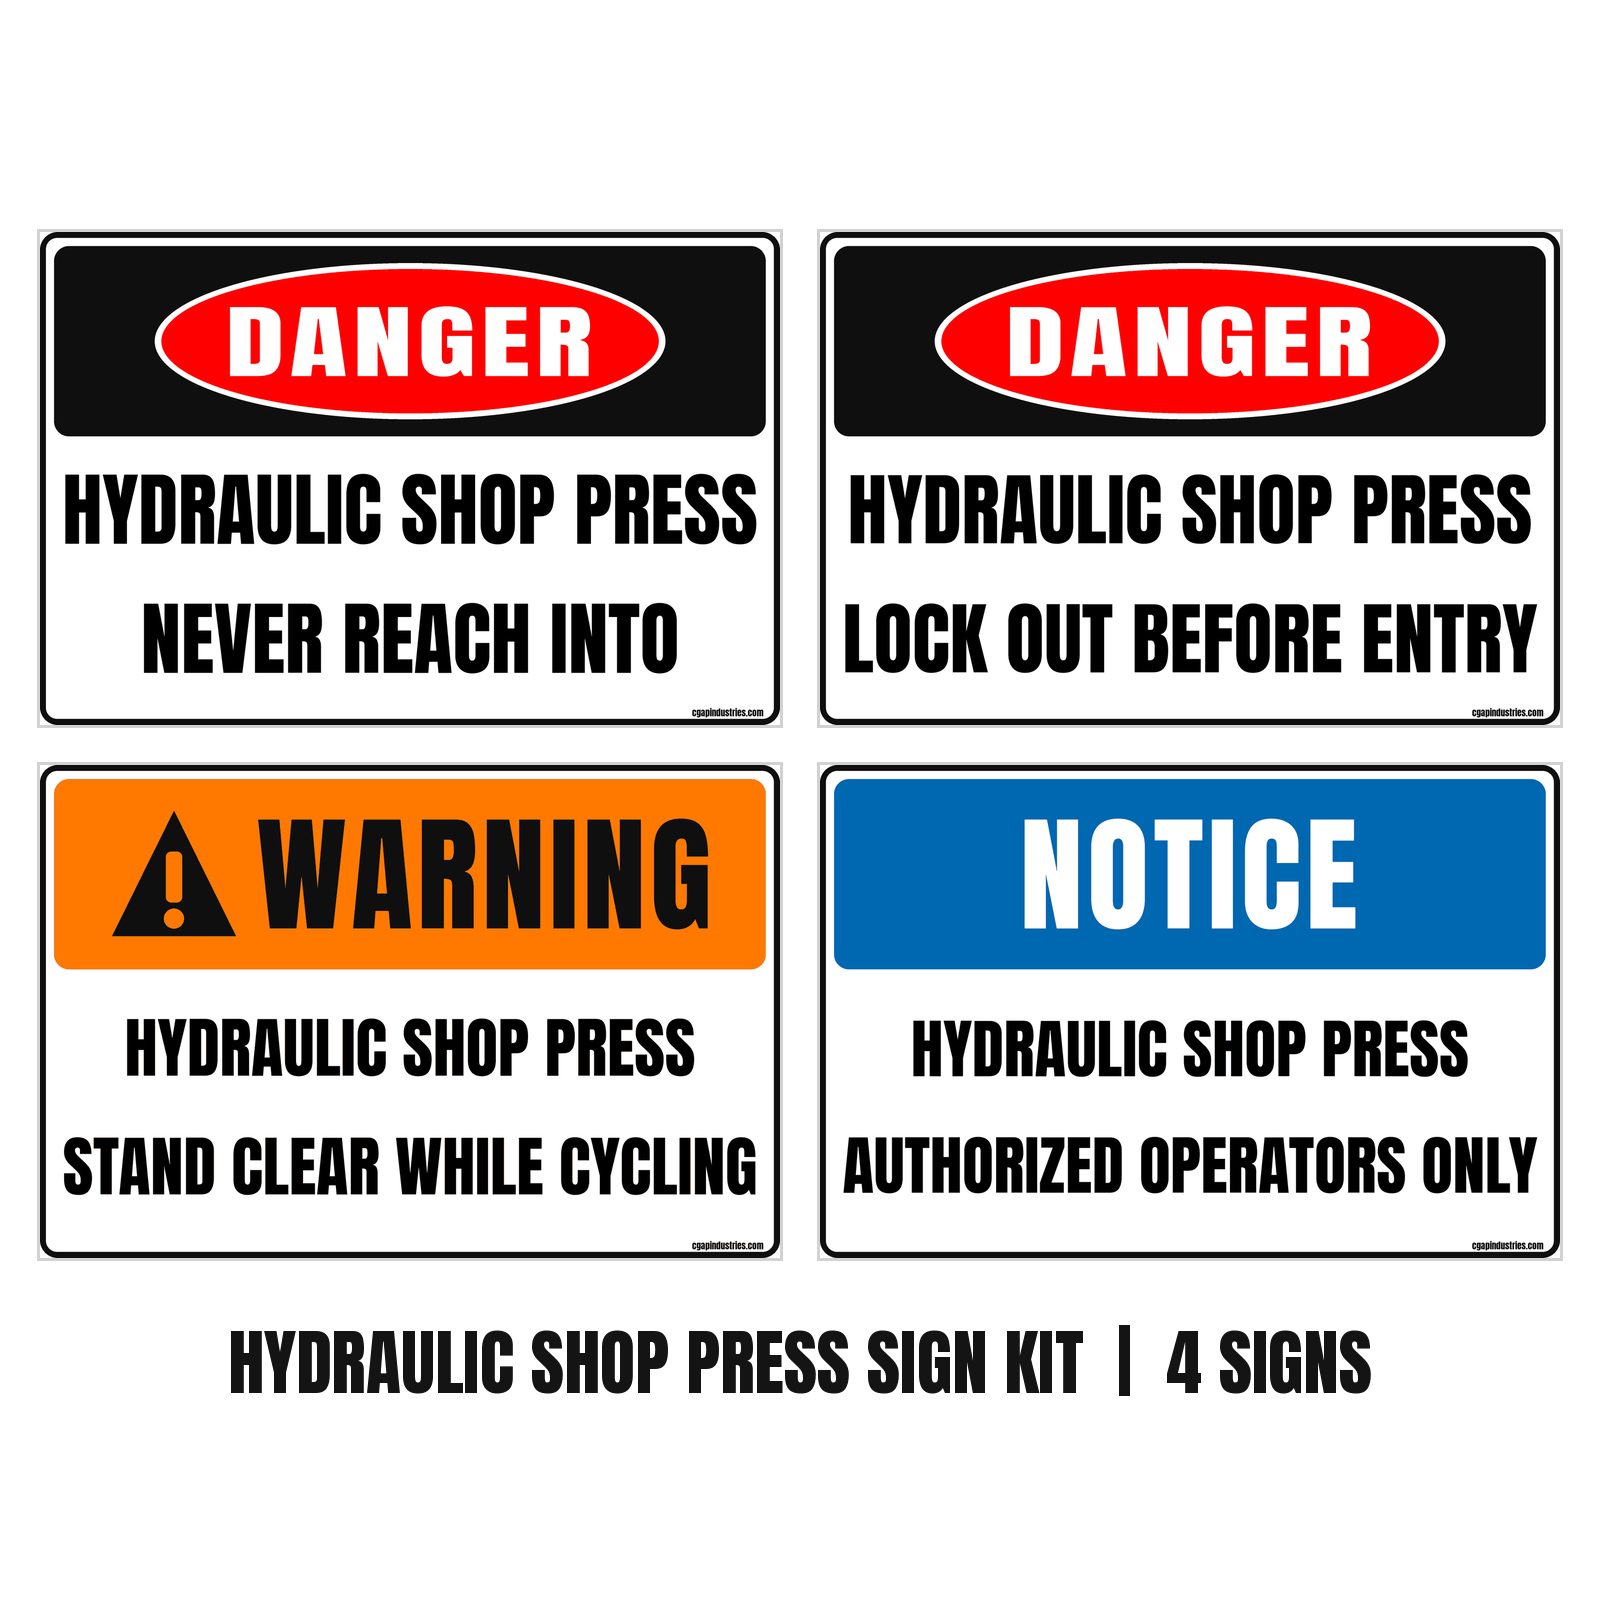 DANGER
HYDRAULIC SHOP PRESS
NEVER REACH INTO
cgapindustries.com
DANGER
HYDRAULIC SHOP PRESS
LOCK OUT BEFORE ENTRY
cgapindustries.com
WARNING
HYDRAULIC SHOP PRESS
STAND CLEAR WHILE CYCLING
cgapindustries.com
NOTICE
HYDRAULIC SHOP PRESS
AUTHORIZED OPERATORS ONLY
cgapindustries.com
HYDRAULIC SHOP PRESS SIGN KIT | 4 SIGNS